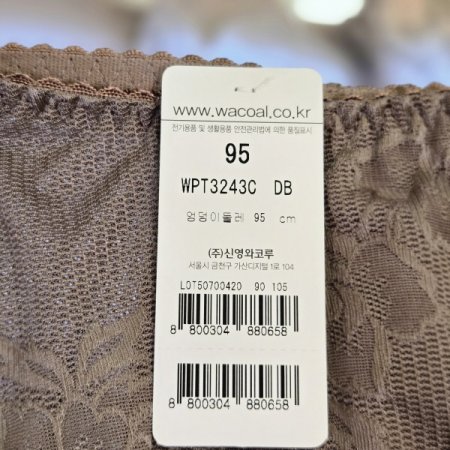 www.wacoal.co.kr
전기용품 및 생활용품 안전관리법에 의한 품질표시
95
WPT3243C DB
엉덩이둘레 95 cm
(주)신영와코루
서울시 금천구 가산디지털 1로 104
LOT50700420 90 105
8 800304 880658
8 800304 880658